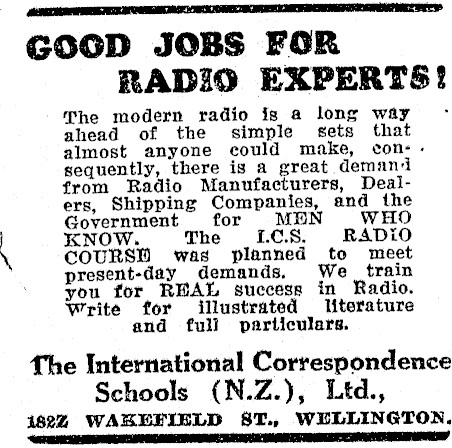 GOOD JOBS FOR
RADIO EXPERTS!
The modern radio is a long way
ahead of the simple sets that
almost anyone could make, con-
sequently, there is a great demand
from Radio Manufacturers, Deal-
ers, Shipping Companies, and the
Government for MEN WHO
KNOW. The I.C.S. RADIO
COURSE was planned to meet
present-day demands. We train
you for REAL success in Radio.
Write for illustrated literature
and full particulars.
The International Correspondence
Schools (N.Z.), Ltd.,
182Z WAKEFIELD ST., WELLINGTON.